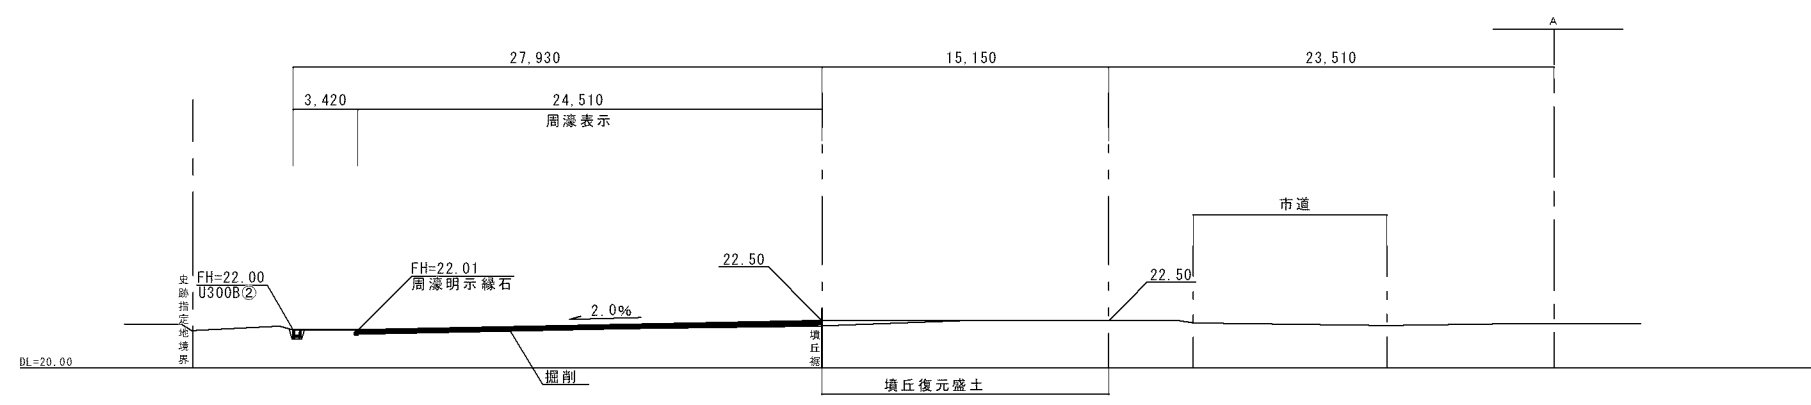 A
27,930
15,150
23,510
3,420
24,510
周濠表示
市道
22.50
FH=22.01
周濠明示縁石
22.50
史跡指定地境界
FH=22.00
U300B②
2.0%
墳丘裾
DL=20.00
掘削
墳丘復元盛土